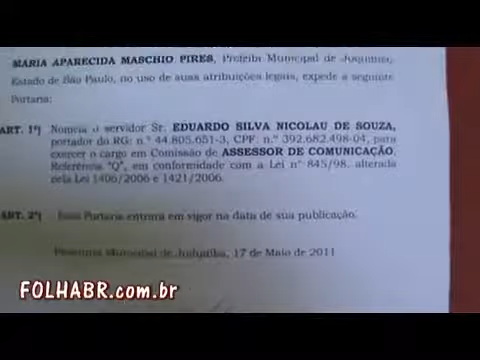 MARIA APARECIDA MASCHIO PIRES, Prefeita Municipal de
Estado de São Paulo, no uso de suas atribuições legais, expede a seguinte
Portaria:
ART. 1º) Nomeia o servidor Sr. EDUARDO SILVA NICOLAU DE SOUZA,
portador do RG: n.º 44.805.651-3, CPF: n.º 392.682.498-04, para
exercer o cargo em Comissão de ASSESSOR DE COMUNICAÇÃO,
Referência "Q", em conformidade com a Lei nº 845/98, alterada
pela Lei 1406/2006 e 1421/2006.
ART. 2º) Esta Portaria entrará em vigor na data de sua publicação.
Prefeitura Municipal de 17 de Maio de 2011
FOLHABR.com.br